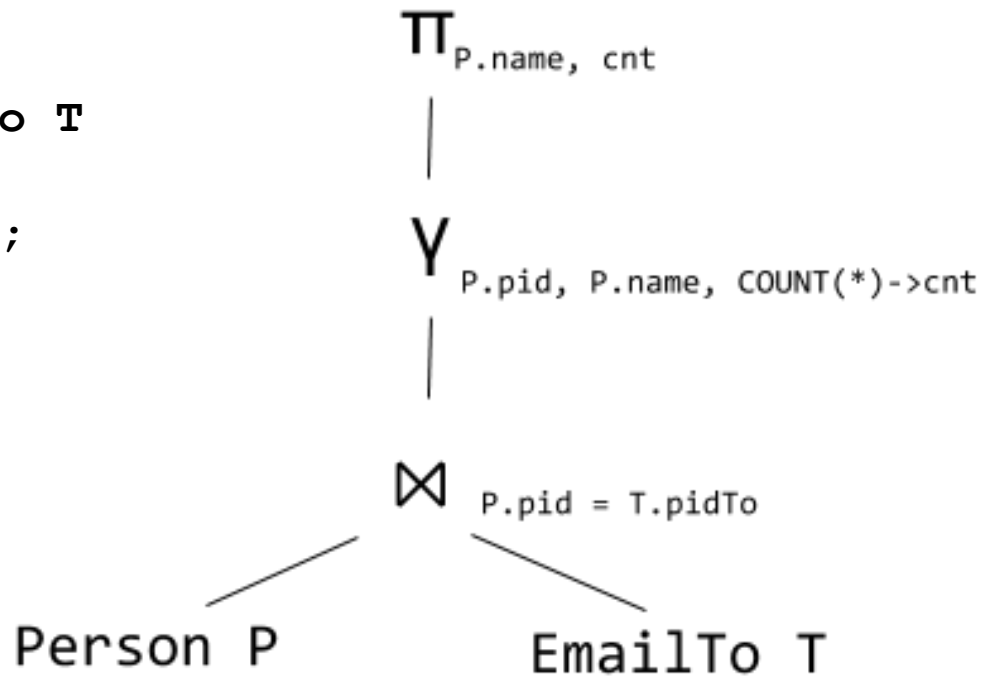 π P.name, cnt
o T
;
γ P.pid, P.name, COUNT(*)->cnt
⋈ P.pid = T.pidTo
Person P
EmailTo T